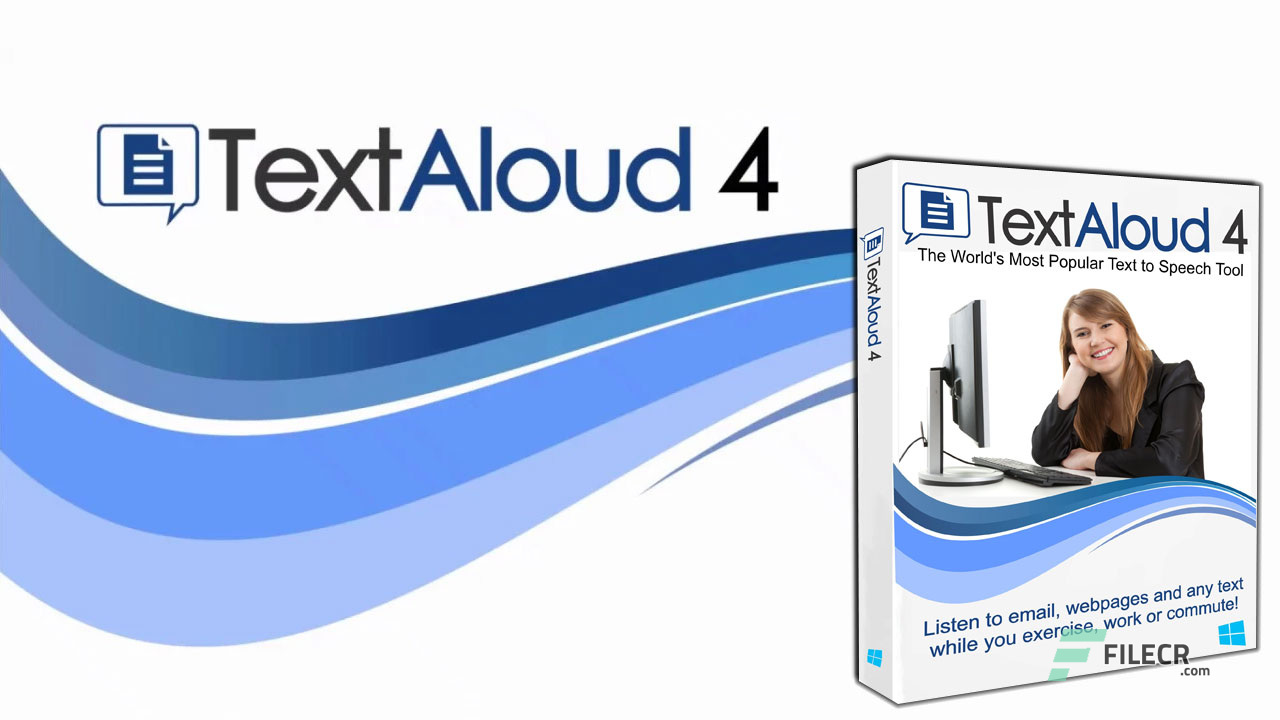 TextAloud 4
TextAloud 4
The World's Most Popular Text to Speech Tool
TextAloud 4
Listen to email, webpages and any text
while you exercise, work or commute!
FILECR
.com